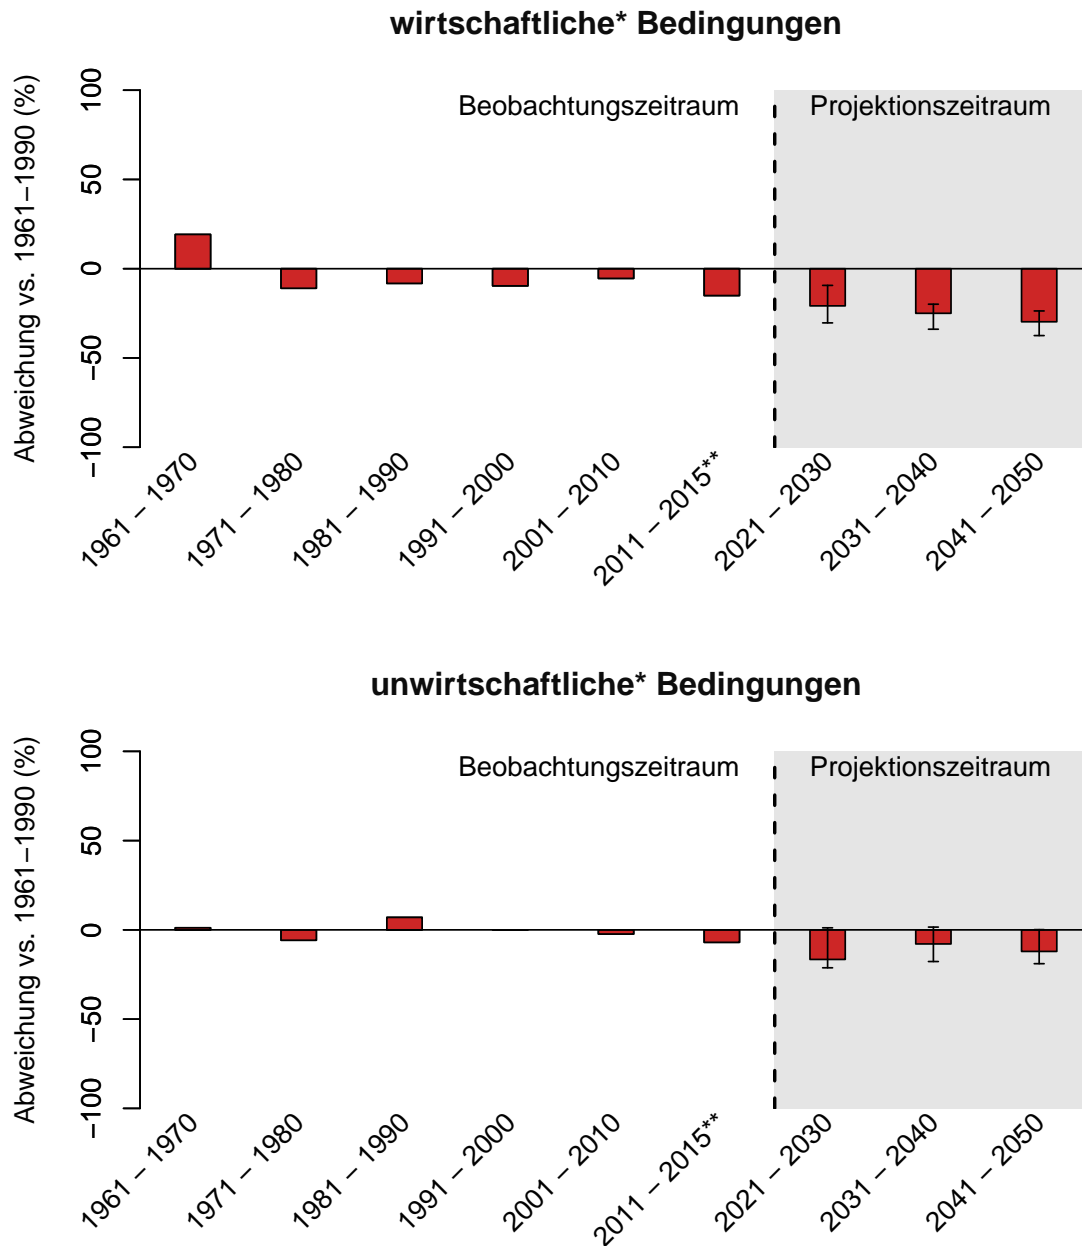 wirtschaftliche* Bedingungen
Abweichung vs. 1961–1990 (%)
100
50
0
−50
−100
Beobachtungszeitraum
Projektionszeitraum
1961 – 1970
1971 – 1980
1981 – 1990
1991 – 2000
2001 – 2010
2011 – 2015**
2021 – 2030
2031 – 2040
2041 – 2050
unwirtschaftliche* Bedingungen
Abweichung vs. 1961–1990 (%)
100
50
0
−50
−100
Beobachtungszeitraum
Projektionszeitraum
1961 – 1970
1971 – 1980
1981 – 1990
1991 – 2000
2001 – 2010
2011 – 2015**
2021 – 2030
2031 – 2040
2041 – 2050